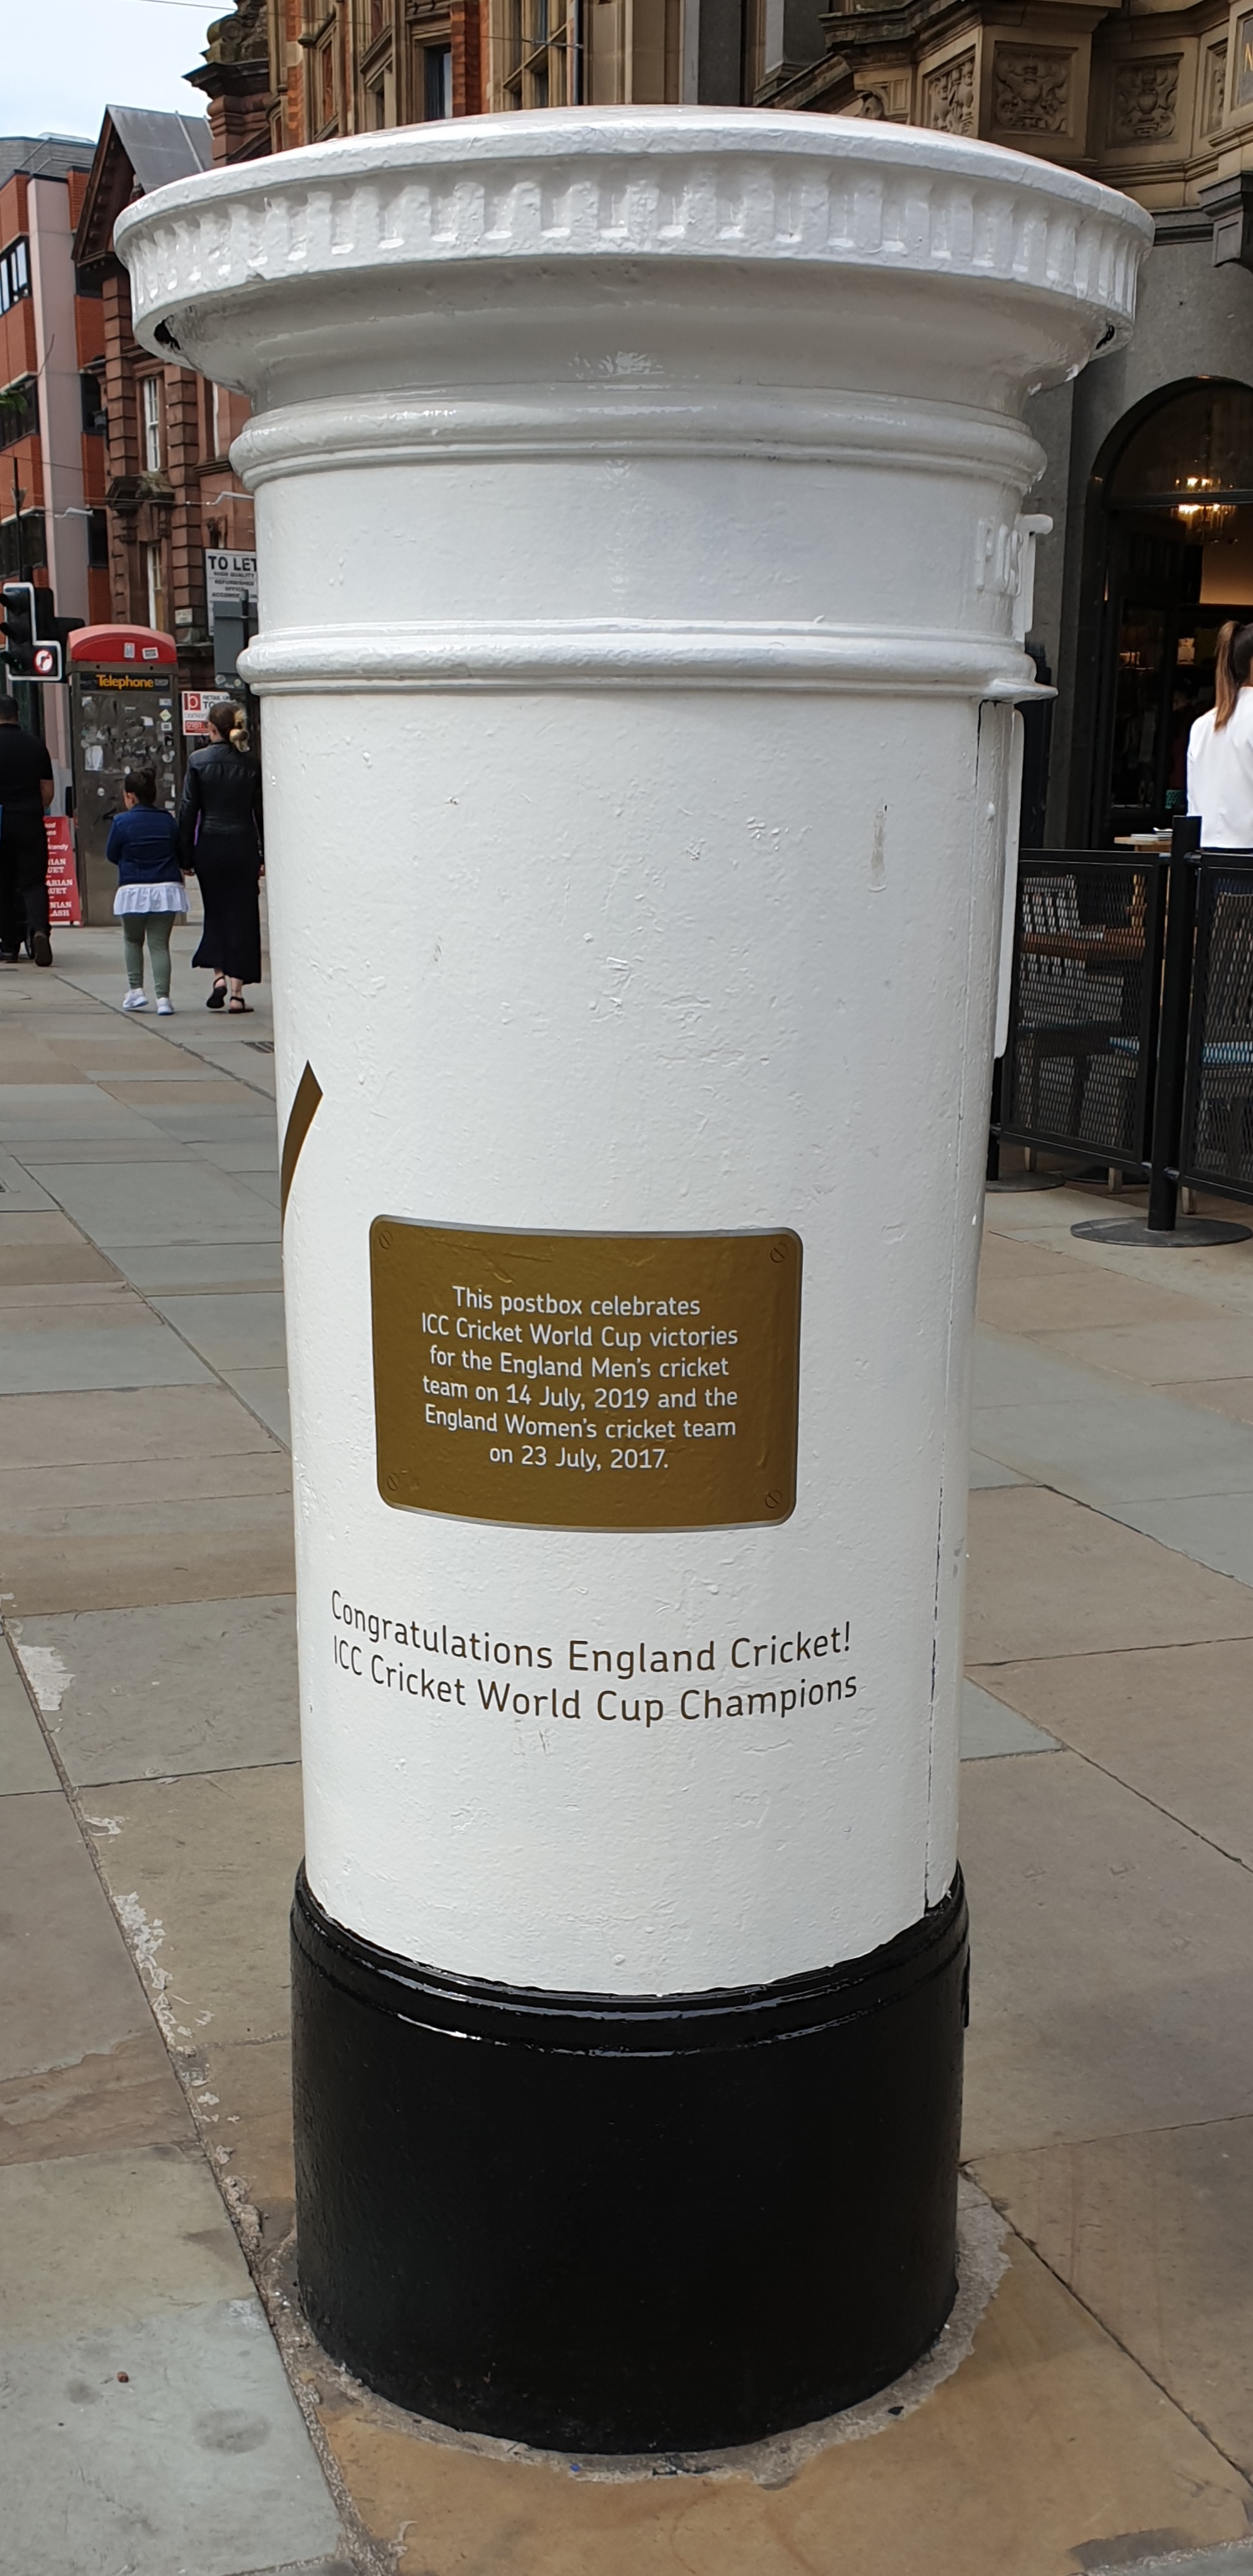 TO LET
POST
Telephone
This postbox celebrates
ICC Cricket World Cup victories
for the England Men's cricket
team on 14 July, 2019 and the
England Women's cricket team
on 23 July, 2017.
Congratulations England Cricket!
ICC Cricket World Cup Champions